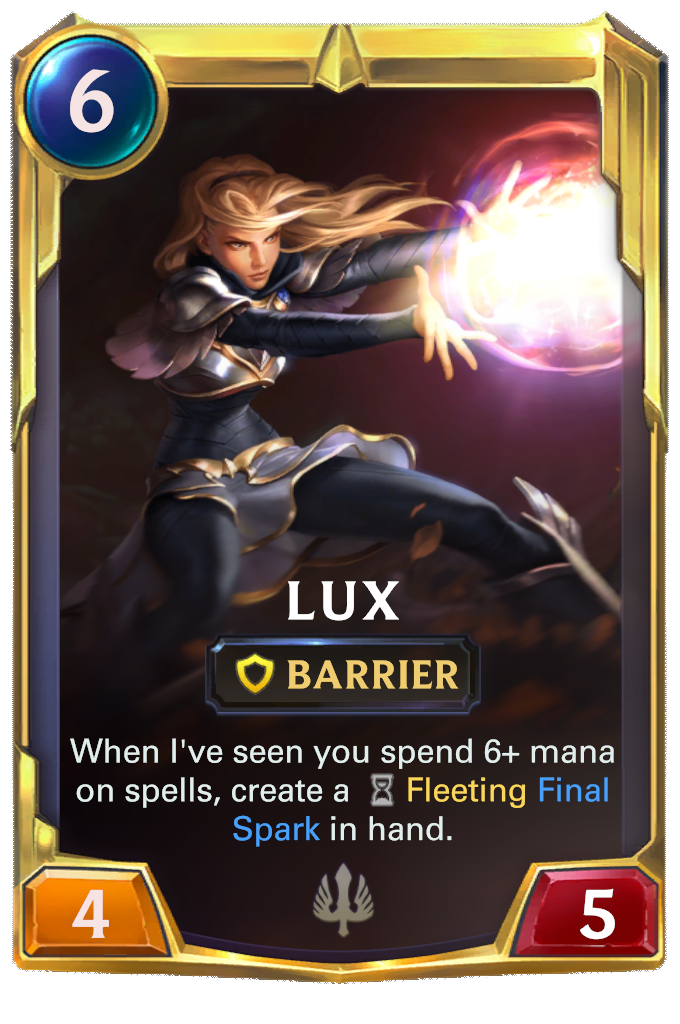 6
LUX
BARRIER
When I've seen you spend 6+ mana
on spells, create a Fleeting Final
Spark in hand.
4
5